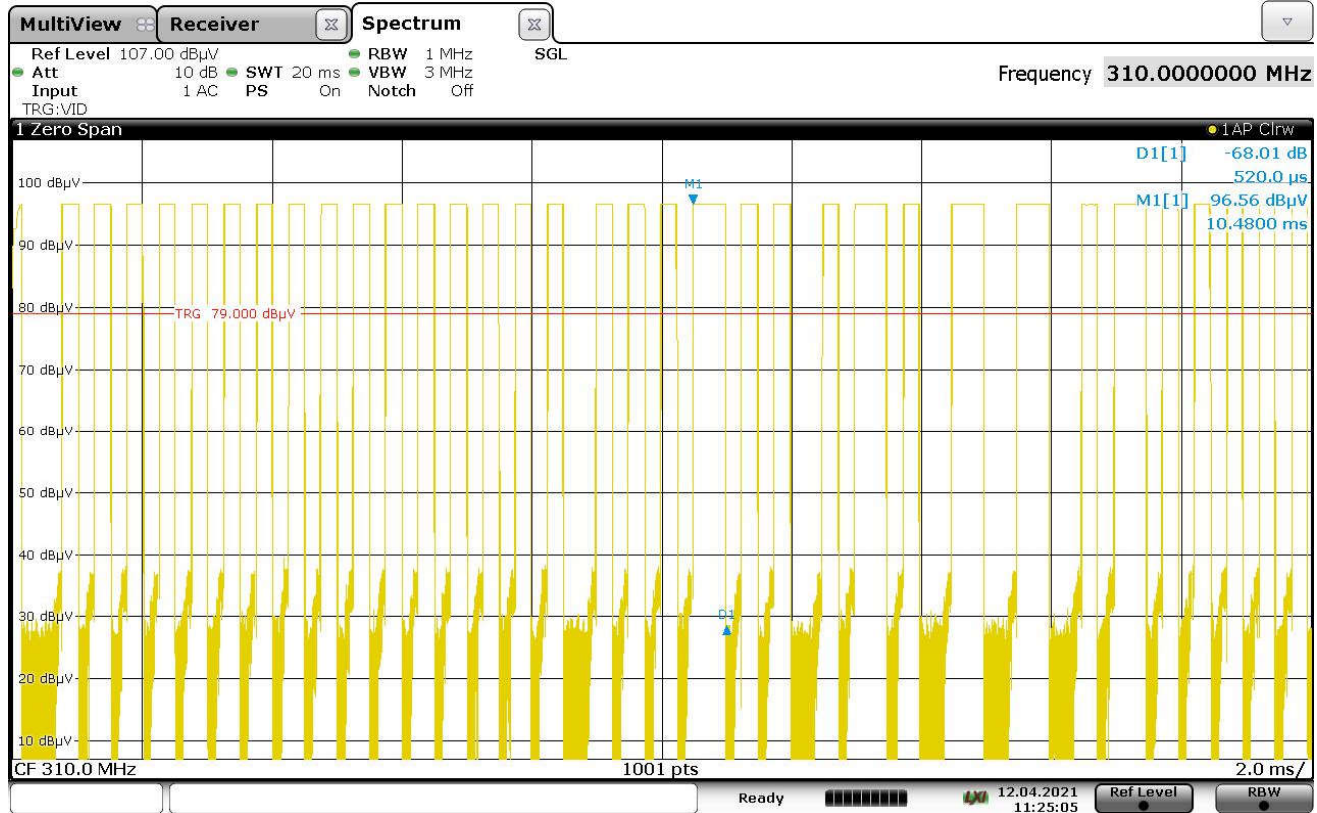 MultiView Receiver Spectrum
Ref Level 107.00 dBµV RBW 1 MHz SGL
Att 10 dB SWT 20 ms VBW 3 MHz
Input 1 AC PS On Notch Off
TRG:VID
Frequency 310.0000000 MHz
1 Zero Span 1AP Clrw
D1[1] -68.01 dB
520.0 µs
M1[1] 96.56 dBµV
10.4800 ms
100 dBµV
M1
90 dBµV
80 dBµV
TRG 79.000 dBµV
70 dBµV
60 dBµV
50 dBµV
40 dBµV
30 dBµV
D1
20 dBµV
10 dBµV
CF 310.0 MHz 1001 pts 2.0 ms/
Ready LXI 12.04.2021 Ref Level RBW
11:25:05